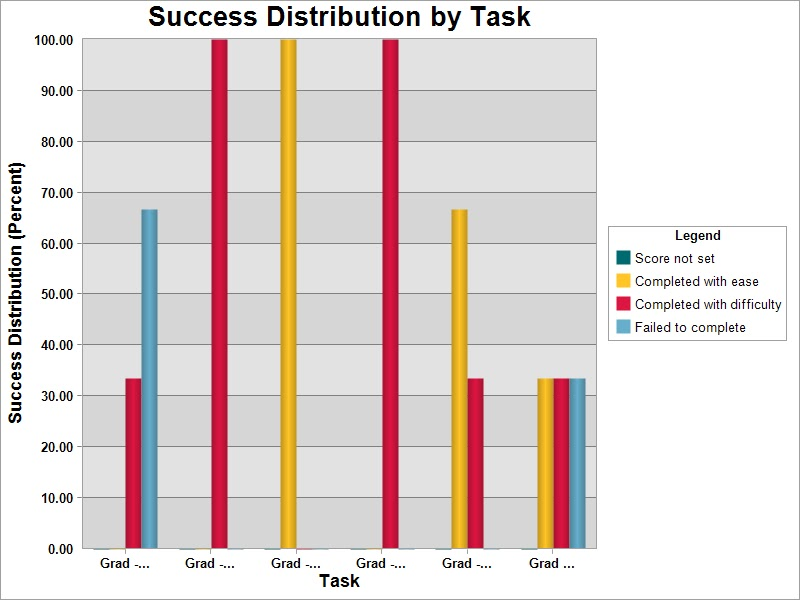 Success Distribution by Task
Success Distribution (Percent)
100.00
90.00
80.00
70.00
60.00
50.00
40.00
30.00
20.00
10.00
0.00
Grad -... Grad -... Grad -... Grad -... Grad -... Grad ...
Task
Legend
Score not set
Completed with ease
Completed with difficulty
Failed to complete